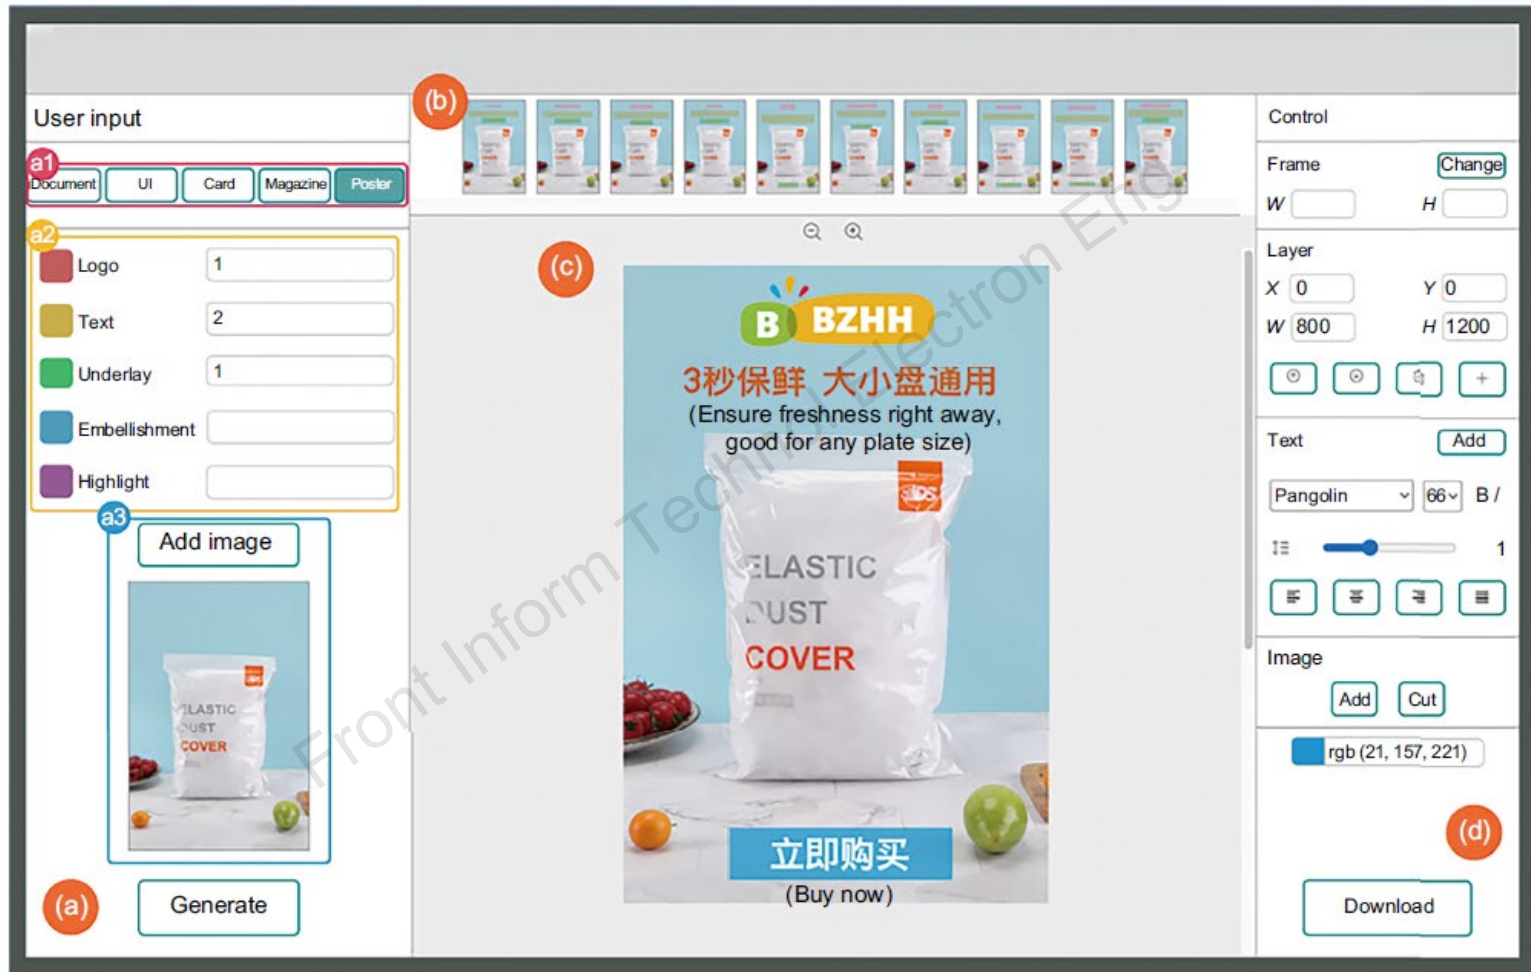 User input
a1
Document UI Card Magazine Poster
a2
Logo 1
Text 2
Underlay 1
Embellishment
Highlight
a3
Add image
ELASTIC
DUST
COVER
(a)
Generate
(b)
(c)
B BZHH
3秒保鲜 大小盘通用
(Ensure freshness right away,
good for any plate size)
ELASTIC
DUST
COVER
立即购买
(Buy now)
Control
Frame Change
W H
Layer
X 0 Y 0
W 800 H 1200
Text Add
Pangolin 66 B /
1
Image
Add Cut
rgb (21, 157, 221)
(d)
Download
Front Inform Technol Electron Eng